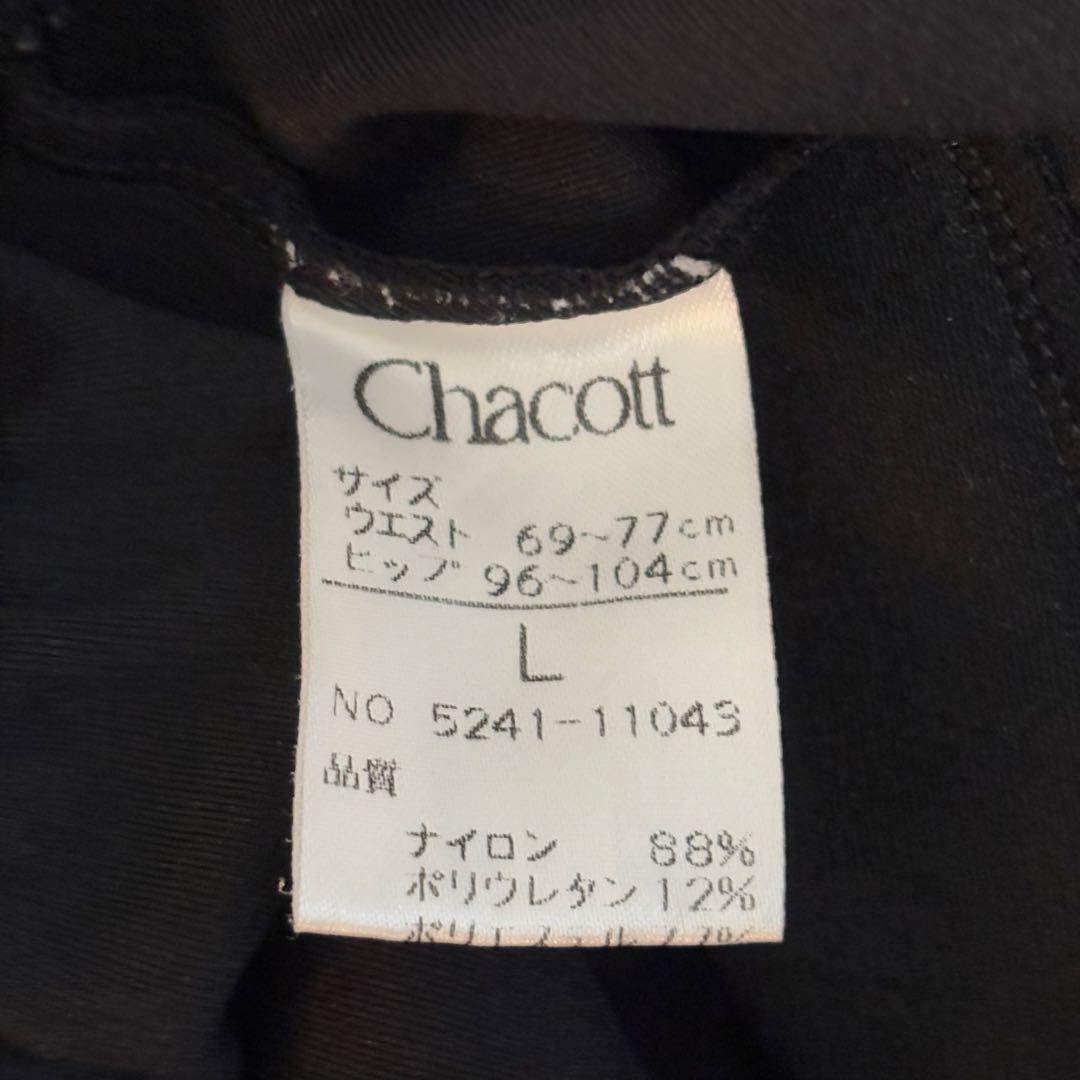 Chacott
サイズ
ウエスト 69~77cm
ヒップ 96~104cm
L
NO 5241-11043
品質
ナイロン 88%
ポリウレタン 12%